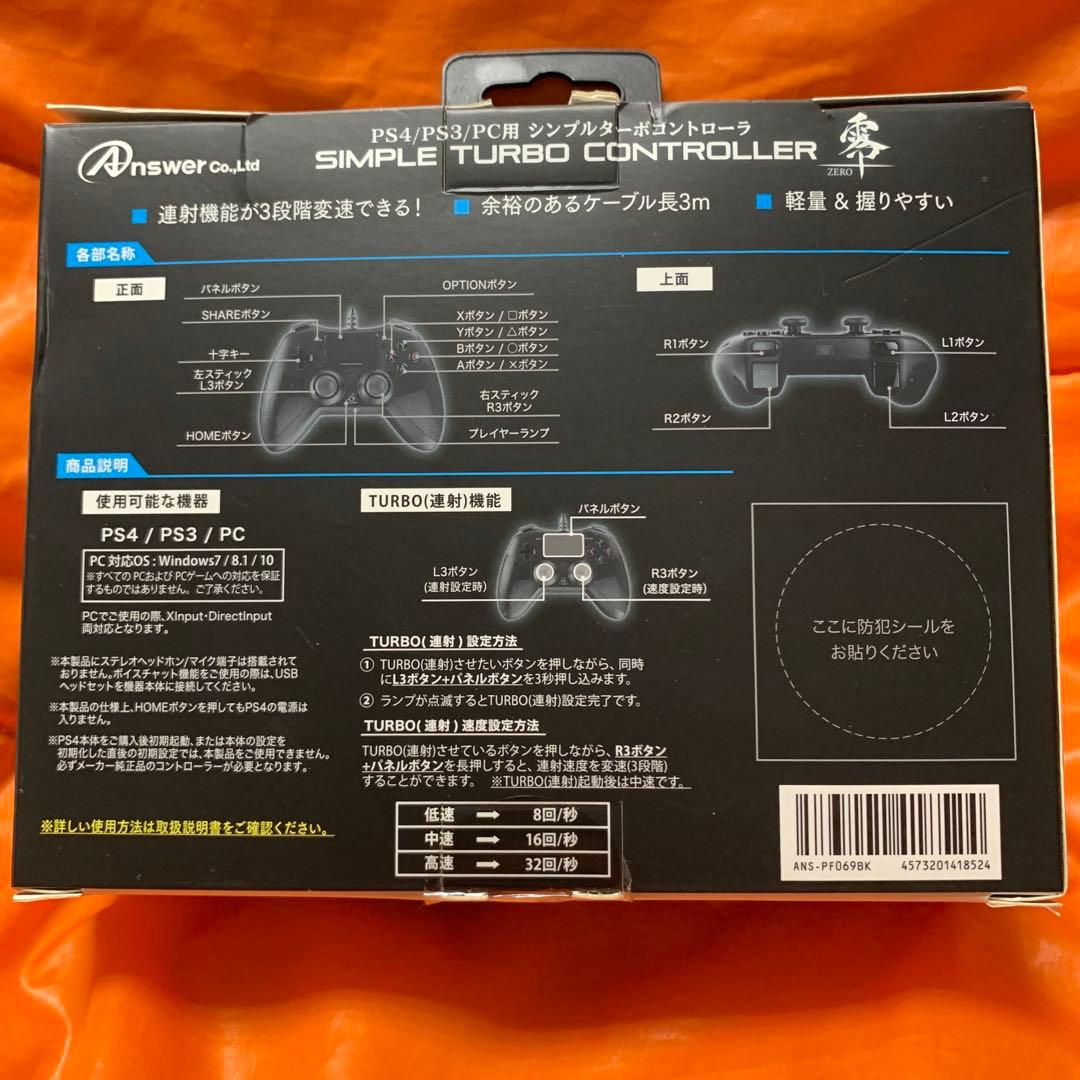 PS4/PS3/PC用 シンプルターボコントローラ
Answer Co.,Ltd
SIMPLE TURBO CONTROLLER 零
ZERO
■ 連射機能が3段階変速できる! ■ 余裕のあるケーブル長3m ■ 軽量 & 握りやすい
各部名称
正面
パネルボタン
OPTIONボタン
SHAREボタン
Xボタン / □ボタン
Yボタン / △ボタン
Bボタン / ○ボタン
Aボタン / ×ボタン
十字キー
左スティック
L3ボタン
右スティック
R3ボタン
HOMEボタン
プレイヤーランプ
上面
R1ボタン
L1ボタン
R2ボタン
L2ボタン
商品説明
使用可能な機器
PS4 / PS3 / PC
PC 対応OS : Windows7 / 8.1 / 10
※すべての PCおよび PCゲームへの対応を保証
するものではありません。ご了承ください。
PCでご使用の際、XInput・DirectInput
両対応となります。
※本製品にステレオヘッドホン/マイク端子は搭載されて
おりません。ボイスチャット機能をご使用の際は、USB
ヘッドセットを機器本体に接続してください。
※本製品の仕様上、HOMEボタンを押してもPS4の電源は
入りません。
※PS4本体をご購入後初期起動、または本体の設定を
初期化した直後の初期設定では、本製品をご使用できません。
必ずメーカー純正品のコントローラーが必要となります。
※詳しい使用方法は取扱説明書をご確認ください。
TURBO(連射)機能
パネルボタン
L3ボタン
(連射設定時)
R3ボタン
(速度設定時)
TURBO( 連射 ) 設定方法
① TURBO(連射)させたいボタンを押しながら、同時
にL3ボタン+パネルボタンを3秒押し込みます。
② ランプが点滅するとTURBO(連射)設定完了です。
TURBO( 連射 ) 速度設定方法
TURBO(連射)させているボタンを押しながら、R3ボタン
+パネルボタンを長押しすると、連射速度を変速(3段階)
することができます。 ※TURBO(連射)起動後は中速です。
低速 → 8回/秒
中速 → 16回/秒
高速 → 32回/秒
ここに防犯シールを
お貼りください
ANS-PF069BK 4573201418524